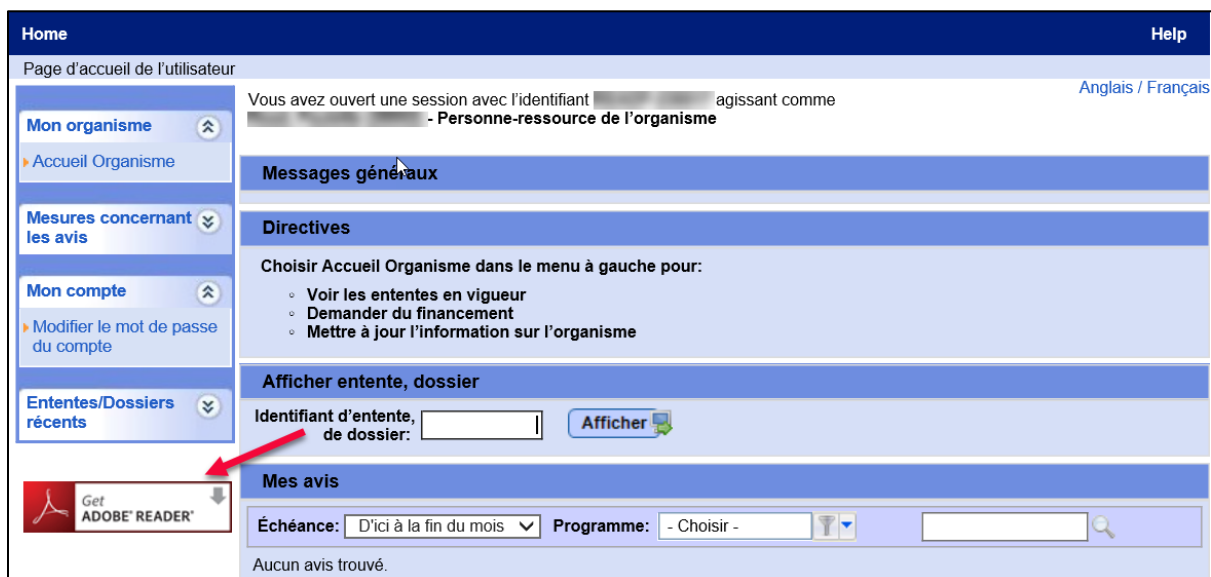 Home
Help
Page d'accueil de l'utilisateur
Anglais / Français
Vous avez ouvert une session avec l'identifiant agissant comme
- Personne-ressource de l'organisme
Mon organisme
Accueil Organisme
Mesures concernant
les avis
Mon compte
Modifier le mot de passe
du compte
Ententes/Dossiers
récents
Get
ADOBE® READER®
Messages généraux
Directives
Choisir Accueil Organisme dans le menu à gauche pour:
Voir les ententes en vigueur
Demander du financement
Mettre à jour l'information sur l'organisme
Afficher entente, dossier
Identifiant d'entente,
de dossier:
Afficher
Mes avis
Échéance: D'ici à la fin du mois Programme: - Choisir -
Aucun avis trouvé.